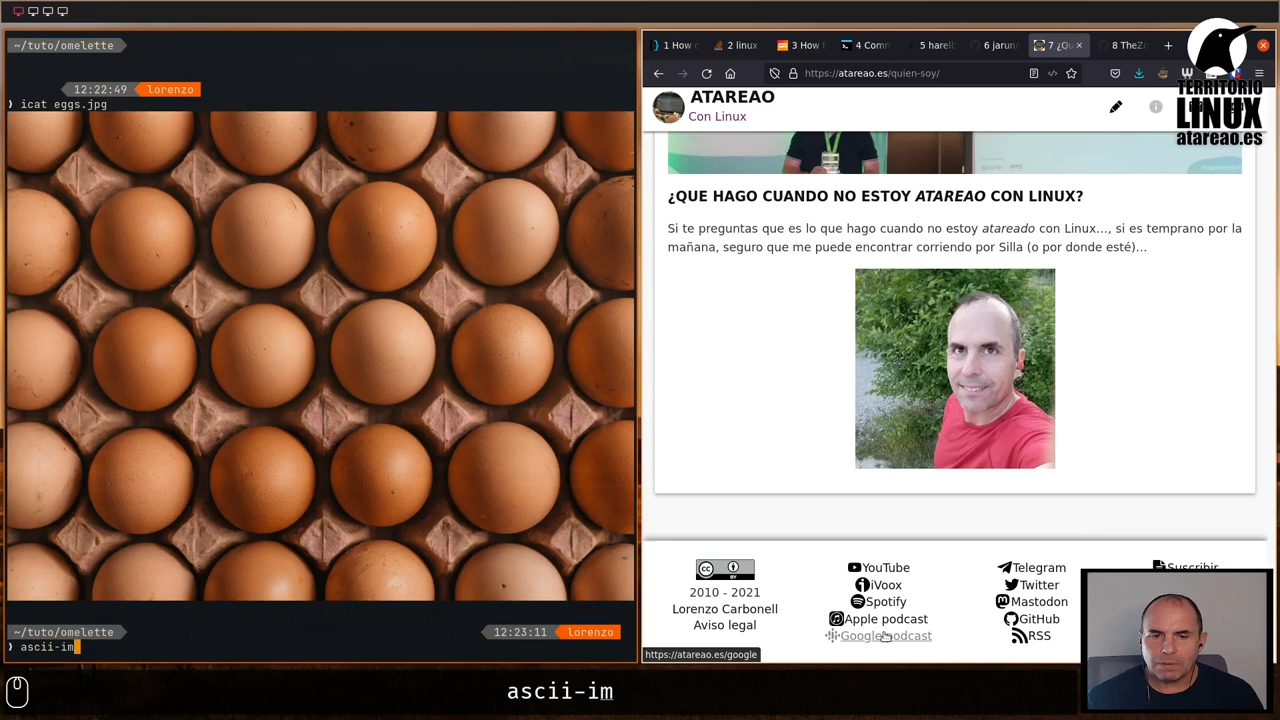 ~/tuto/omelette
12:22:49 lorenzo
❯ icat eggs.jpg
~/tuto/omelette
12:23:11 lorenzo
❯ ascii-im
1 How c
2 linux
3 How t
4 Comm
5 harelb
6 jarun/
7 ¿Qu
8 TheZ
https://atareao.es/quien-soy/
ATAREAO
Con Linux
TERRITORIO
LINUX
atareao.es
¿QUE HAGO CUANDO NO ESTOY ATAREAO CON LINUX?
Si te preguntas que es lo que hago cuando no estoy atareado con Linux..., si es temprano por la
mañana, seguro que me puede encontrar corriendo por Silla (o por donde esté)...
cc BY
2010 - 2021
Lorenzo Carbonell
Aviso legal
YouTube
iVoox
Spotify
Apple podcast
Google podcast
Telegram
Twitter
Mastodon
GitHub
RSS
Suscribir
https://atareao.es/google
ascii-im